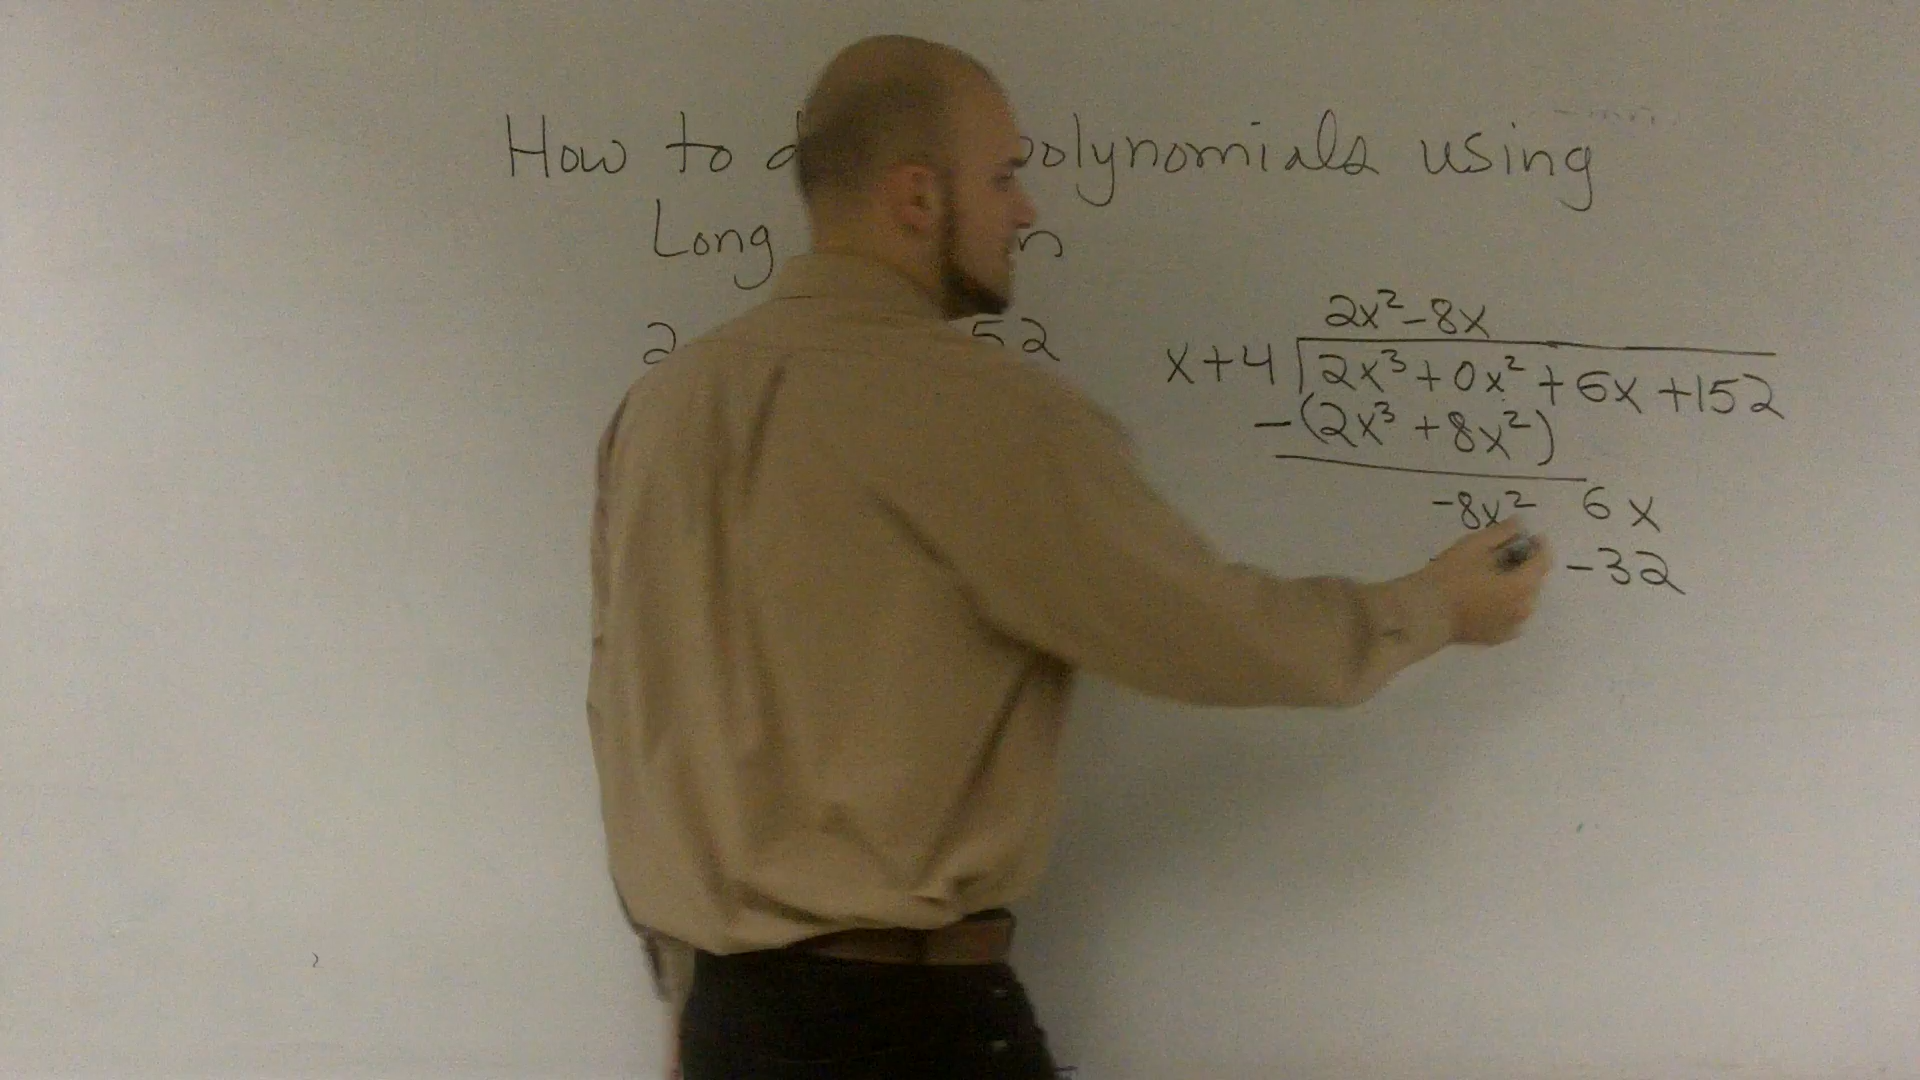 How to polynomials using
Long
2 52
2x²-8x
x+4 2x³+0x²+6x+152
-(2x³+8x²)
-8x² 6x
-32